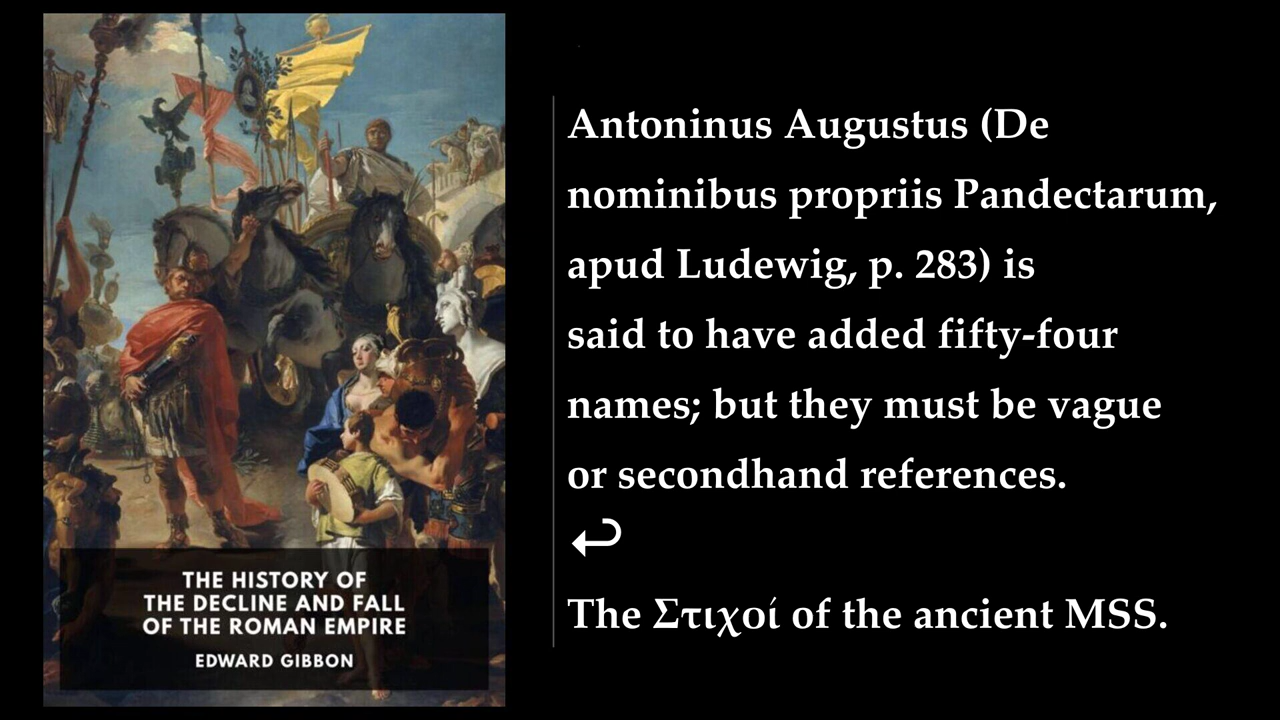 THE HISTORY OF
THE DECLINE AND FALL
OF THE ROMAN EMPIRE
EDWARD GIBBON
Antoninus Augustus (De
nominibus propriis Pandectarum,
apud Ludewig, p. 283) is
said to have added fifty-four
names; but they must be vague
or secondhand references.
↩
The Στιχοί of the ancient MSS.